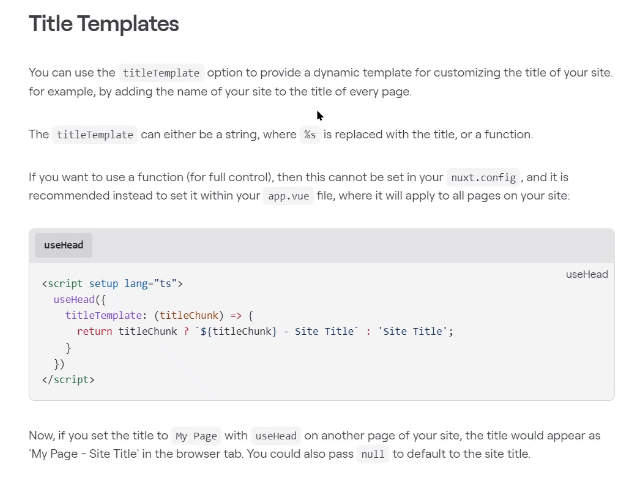 Title Templates
You can use the titleTemplate option to provide a dynamic template for customizing the title of your site.
for example, by adding the name of your site to the title of every page.
The titleTemplate can either be a string, where %s is replaced with the title, or a function.
If you want to use a function (for full control), then this cannot be set in your nuxt.config, and it is
recommended instead to set it within your app.vue file, where it will apply to all pages on your site:
useHead
useHead
<script setup lang="ts">
useHead({
titleTemplate: (titleChunk) => {
return titleChunk ? `${titleChunk} - Site Title` : 'Site Title';
}
})
</script>
Now, if you set the title to My Page with useHead on another page of your site, the title would appear as
'My Page - Site Title' in the browser tab. You could also pass null to default to the site title.